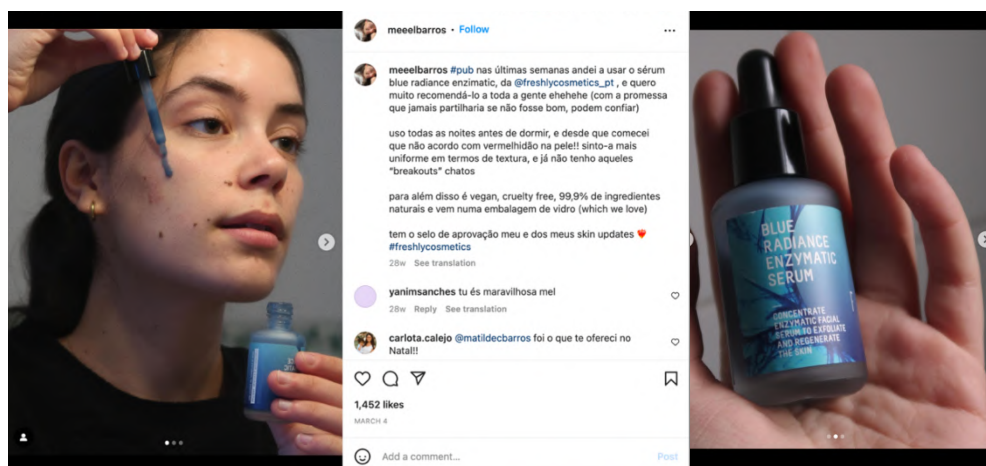 meeelbarros • Follow
meeelbarros #pub nas últimas semanas andei a usar o sérum
blue radiance enzimatic, da @freshlycosmetics_pt , e quero
muito recomendá-lo a toda a gente ehehehe (com a promessa
que jamais partilharia se não fosse bom, podem confiar)
uso todas as noites antes de dormir, e desde que comecei
que não acordo com vermelhidão na pele!! sinto-a mais
uniforme em termos de textura, e já não tenho aqueles
"breakouts" chatos
para além disso é vegan, cruelty free, 99,9% de ingredientes
naturais e vem numa embalagem de vidro (which we love)
tem o selo de aprovação meu e dos meus skin updates ❤️‍🔥
#freshlycosmetics
28w See translation
yanimsanches tu és maravilhosa mel
28w Reply See translation
carlota.calejo @matildecbarros foi o que te ofereci no
Natal!!
1,452 likes
MARCH 4
Add a comment...
Post
BLUE
RADIANCE
ENZYMATIC
SERUM
CONCENTRATE
ENZYMATIC FACIAL
SERUM TO EXFOLIATE
AND REGENERATE
THE SKIN